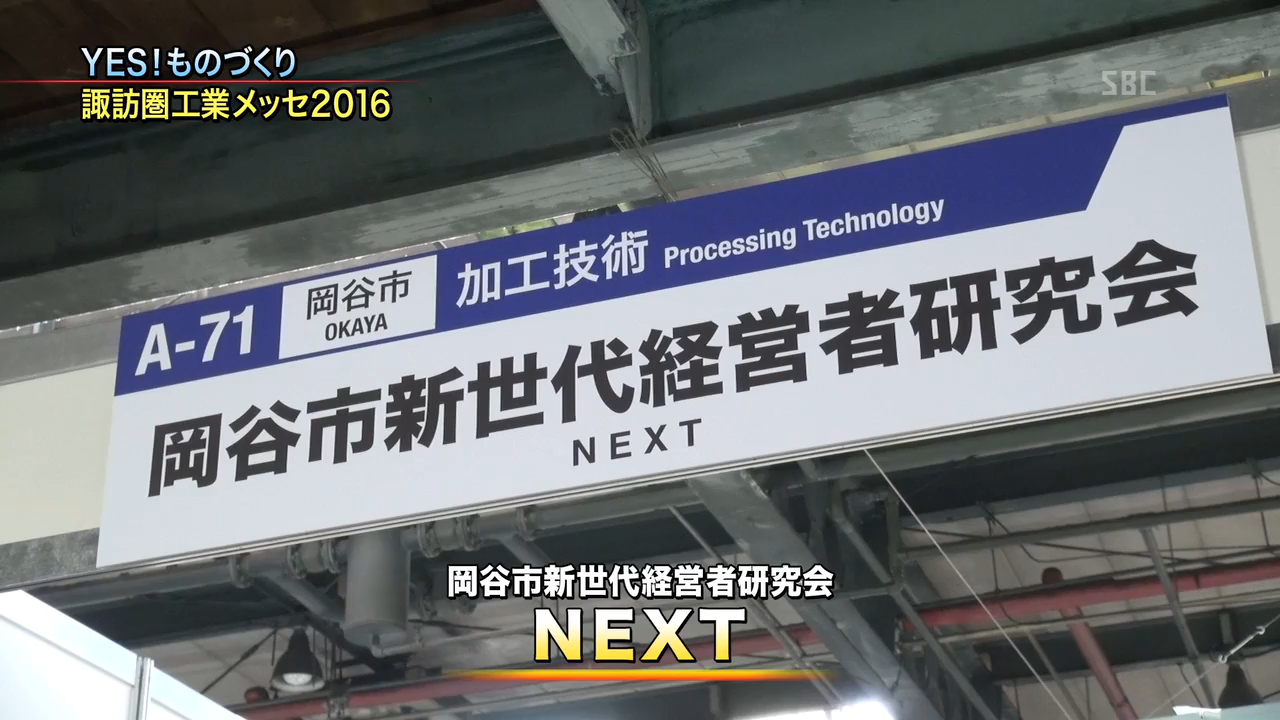 YES!ものづくり
諏訪圏工業メッセ2016
SBC
A-71
岡谷市
OKAYA
加工技術 Processing Technology
岡谷市新世代経営者研究会
NEXT
岡谷市新世代経営者研究会
NEXT